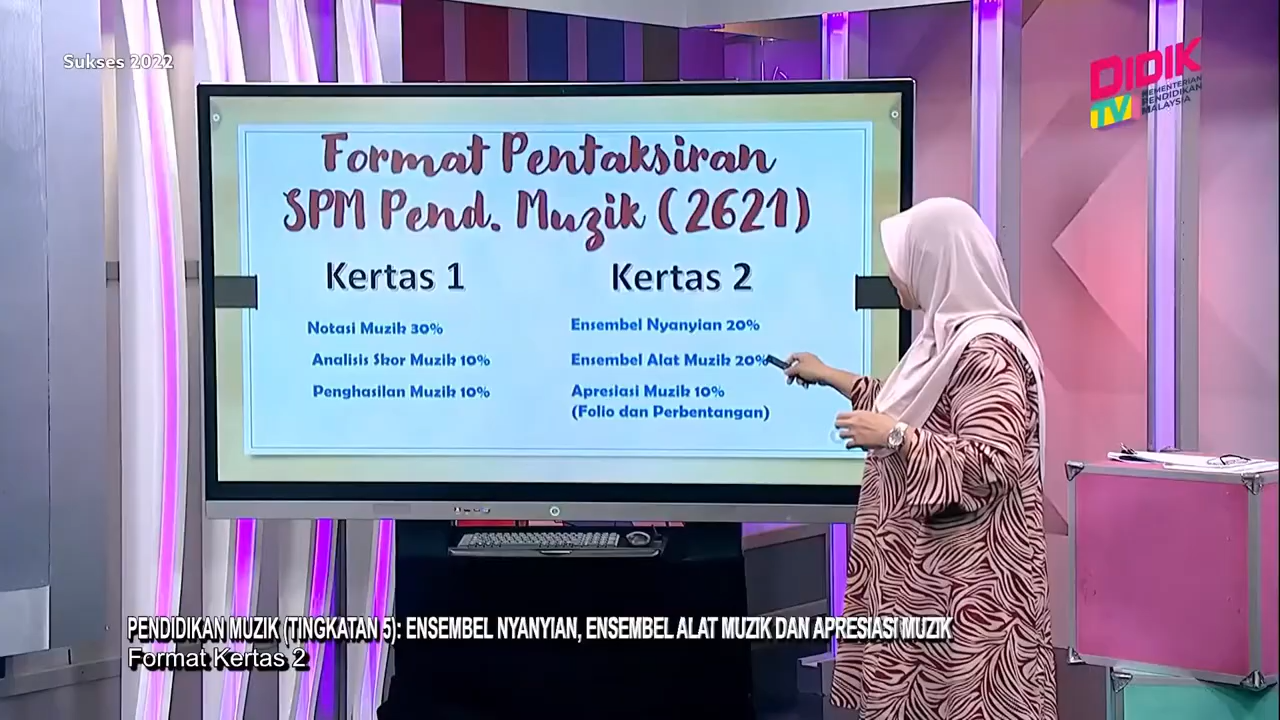 Sukses 2022
DIDIK
TV
KEMENTERIAN
PENDIDIKAN
MALAYSIA
Format Pentaksiran
SPM Pend. Muzik (2621)
Kertas 1
Notasi Muzik 30%
Analisis Skor Muzik 10%
Penghasilan Muzik 10%
Kertas 2
Ensembel Nyanyian 20%
Ensembel Alat Muzik 20%
Apresiasi Muzik 10%
(Folio dan Perbentangan)
PENDIDIKAN MUZIK (TINGKATAN 5): ENSEMBEL NYANYIAN, ENSEMBEL ALAT MUZIK DAN APRESIASI MUZIK
Format Kertas 2